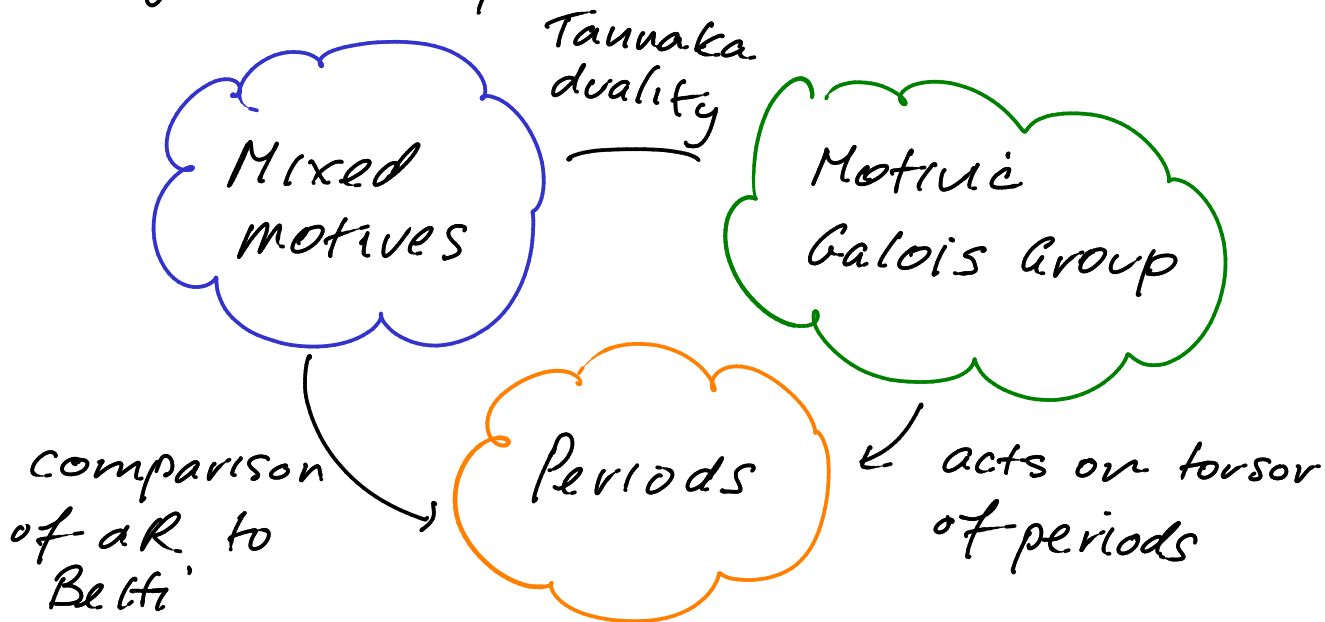 Tannaka
duality
Mixed
motives
Motivic
Galois Group
Periods
comparison
of dR to
Betti
acts on torsor
of periods